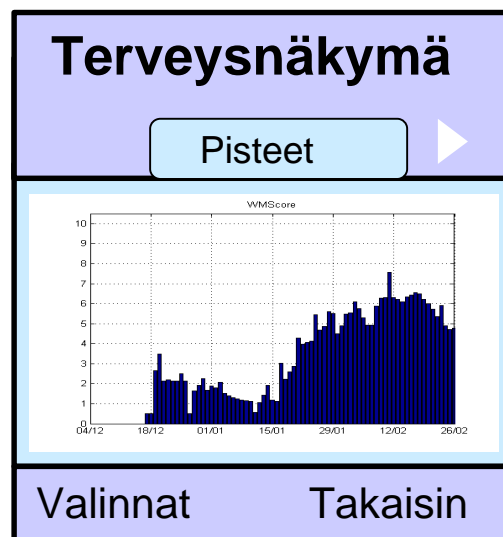 Terveysnäkymä
Pisteet
WMScore
10
9
8
7
6
5
4
3
2
1
0
04/12 18/12 01/01 15/01 29/01 12/02 26/02
Valinnat Takaisin